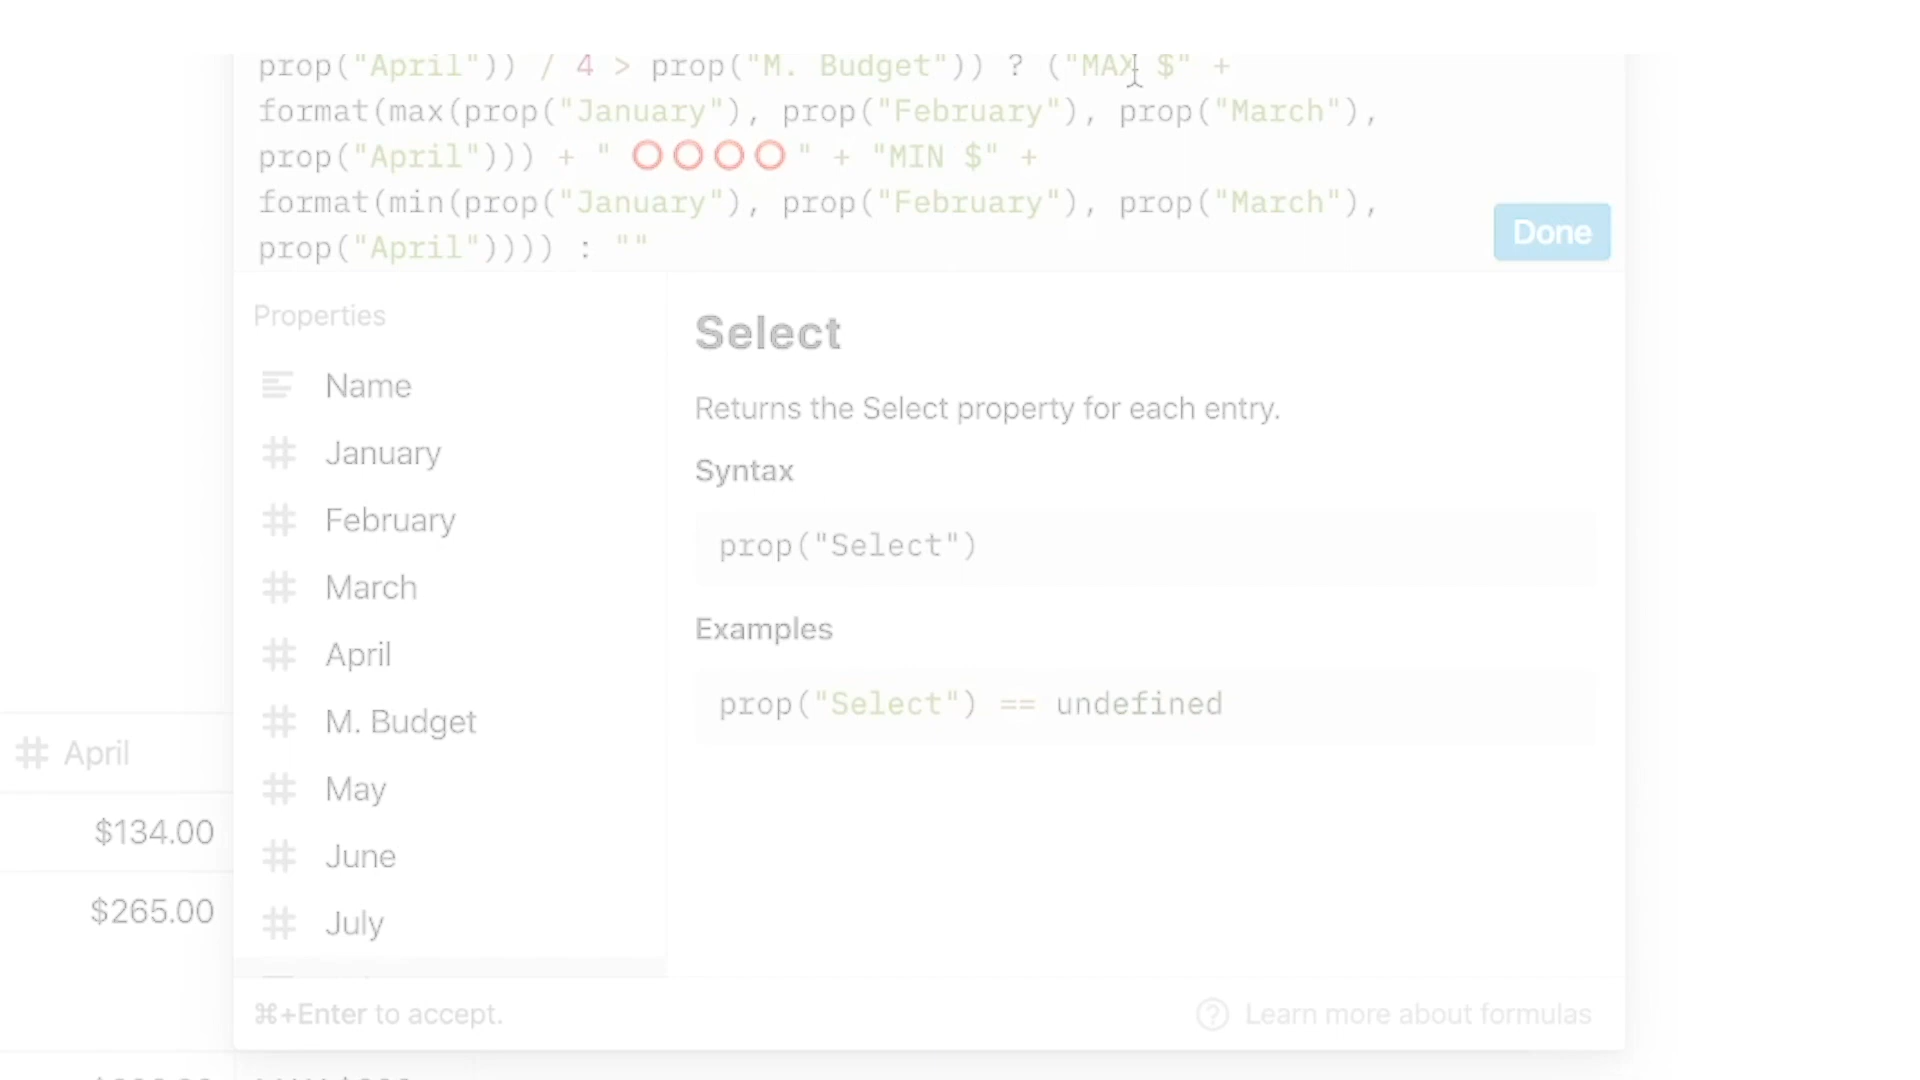 prop("April")) / 4 > prop("M. Budget")) ? ("MAX $" +
format(max(prop("January"), prop("February"), prop("March"),
prop("April"))) + " ⭕⭕⭕⭕ " + "MIN $" +
format(min(prop("January"), prop("February"), prop("March"),
prop("April")))) : ""
Done
Properties
Name
January
February
March
April
M. Budget
May
June
July
Select
Returns the Select property for each entry.
Syntax
prop("Select")
Examples
prop("Select") == undefined
April
$134.00
$265.00
⌘+Enter to accept.
? Learn more about formulas